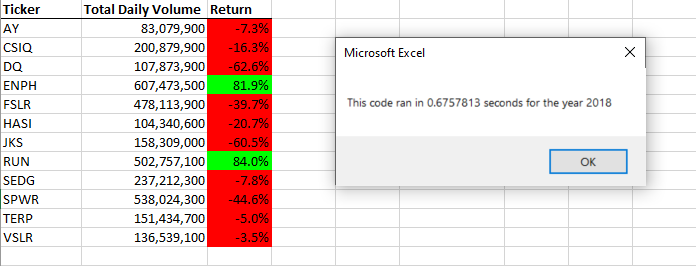 Ticker Total Daily Volume Return
AY 83,079,900 -7.3%
CSIQ 200,879,900 -16.3%
DQ 107,873,900 -62.6%
ENPH 607,473,500 81.9%
FSLR 478,113,900 -39.7%
HASI 104,340,600 -20.7%
JKS 158,309,000 -60.5%
RUN 502,757,100 84.0%
SEDG 237,212,300 -7.8%
SPWR 538,024,300 -44.6%
TERP 151,434,700 -5.0%
VSLR 136,539,100 -3.5%
Microsoft Excel
This code ran in 0.6757813 seconds for the year 2018
OK